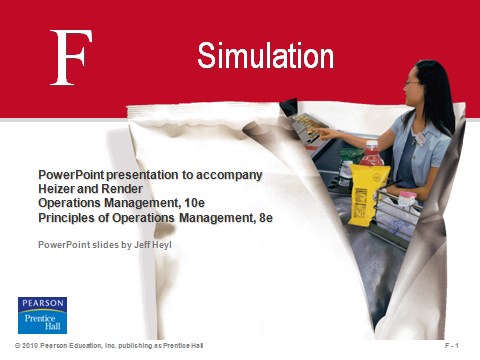 F
Simulation
PowerPoint presentation to accompany
Heizer and Render
Operations Management, 10e
Principles of Operations Management, 8e
PowerPoint slides by Jeff Heyl
PEARSON
Prentice
Hall
© 2010 Pearson Education, Inc. publishing as Prentice Hall
F - 1